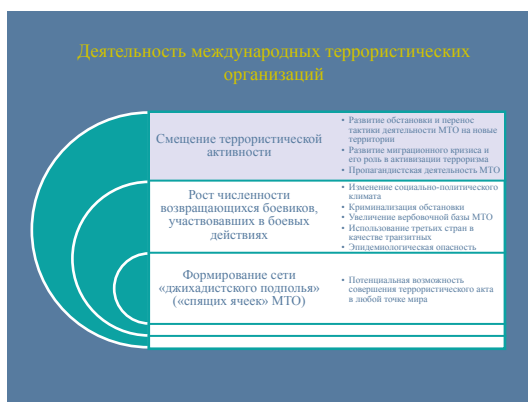 Деятельность международных террористических
организаций
Смещение террористической
активности
• Развитие обстановки и перенос
тактики деятельности МТО на новые
территории
• Развитие миграционного кризиса и
его роль в активизации терроризма
• Пропагандистская деятельность МТО
Рост численности
возвращающихся боевиков,
участвовавших в боевых
действиях
• Изменение социально-политического
климата
• Криминализация обстановки
• Увеличение вербовочной базы МТО
• Использование третьих стран в
качестве транзитных
• Эпидемиологическая опасность
Формирование сети
«джихадистского подполья»
(«спящих ячеек» МТО)
• Потенциальная возможность
совершения террористического акта
в любой точке мира